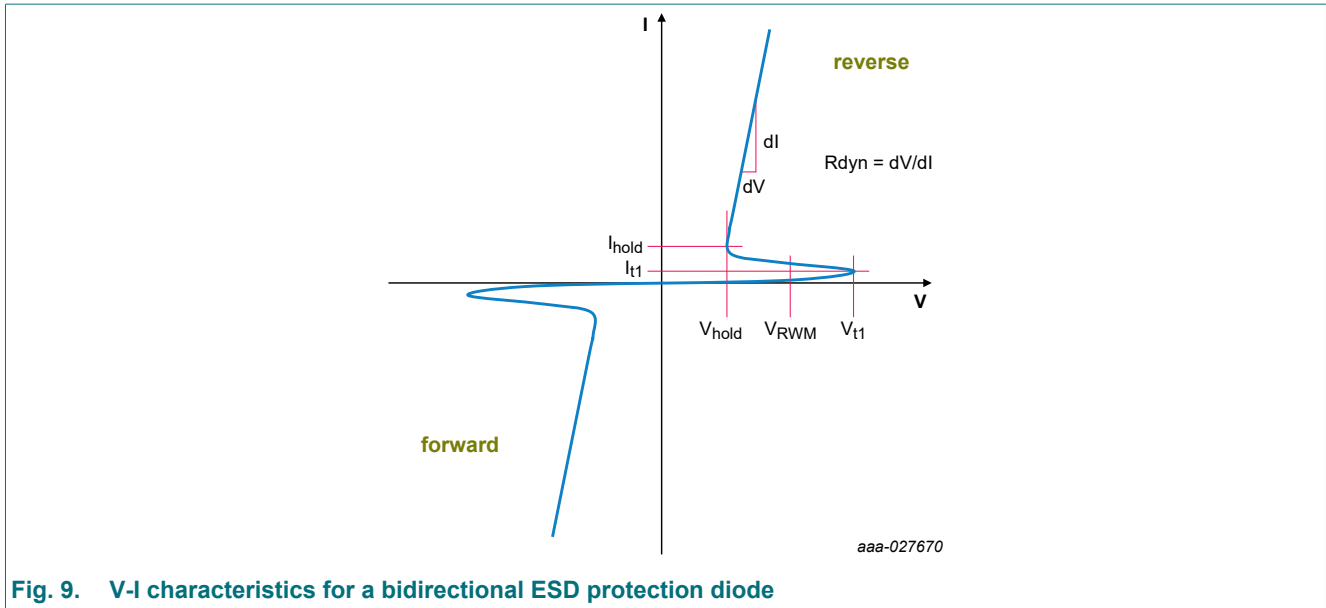 I
reverse
dI
Rdyn = dV/dI
dV
Ihold
It1
V
Vhold VRWM Vt1
forward
aaa-027670
Fig. 9. V-I characteristics for a bidirectional ESD protection diode